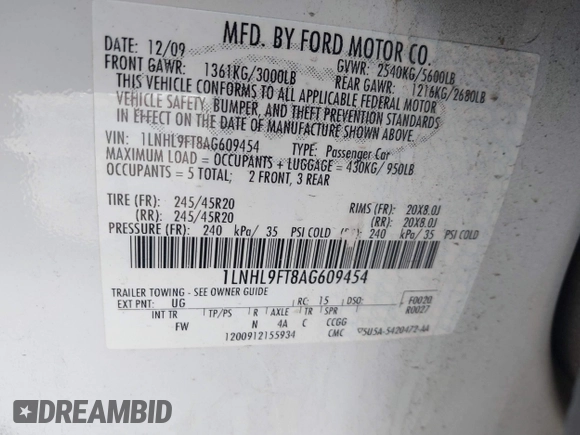 MFD. BY FORD MOTOR CO.
DATE: 12/09 GVWR: 2540KG/5600LB
FRONT GAWR: 1361KG/3000LB REAR GAWR: 1216KG/2680LB
THIS VEHICLE CONFORMS TO ALL APPLICABLE FEDERAL MOTOR
VEHICLE SAFETY, BUMPER, AND THEFT PREVENTION STANDARDS
IN EFFECT ON THE DATE OF MANUFACTURE SHOWN ABOVE.
VIN: 1LNHL9FT8AG609454 TYPE: Passenger Car
MAXIMUM LOAD = OCCUPANTS + LUGGAGE = 430KG/ 950LB
OCCUPANTS = 5 TOTAL; 2 FRONT, 3 REAR
TIRE (FR): 245/45R20 RIMS (FR): 20X8.0J
(RR): 245/45R20 (RR): 20X8.0J
PRESSURE (FR): 240 kPa/ 35 PSI COLD (RR): 240 kPa/ 35 PSI COLD
1LNHL9FT8AG609454
TRAILER TOWING - SEE OWNER GUIDE
EXT PNT: UG RC: 15 DSO: F0020
R0027
INT TR TP/PS R AXLE TR SPR
FW N 4A C CCGG
1200912155934 CMC
DREAMBID